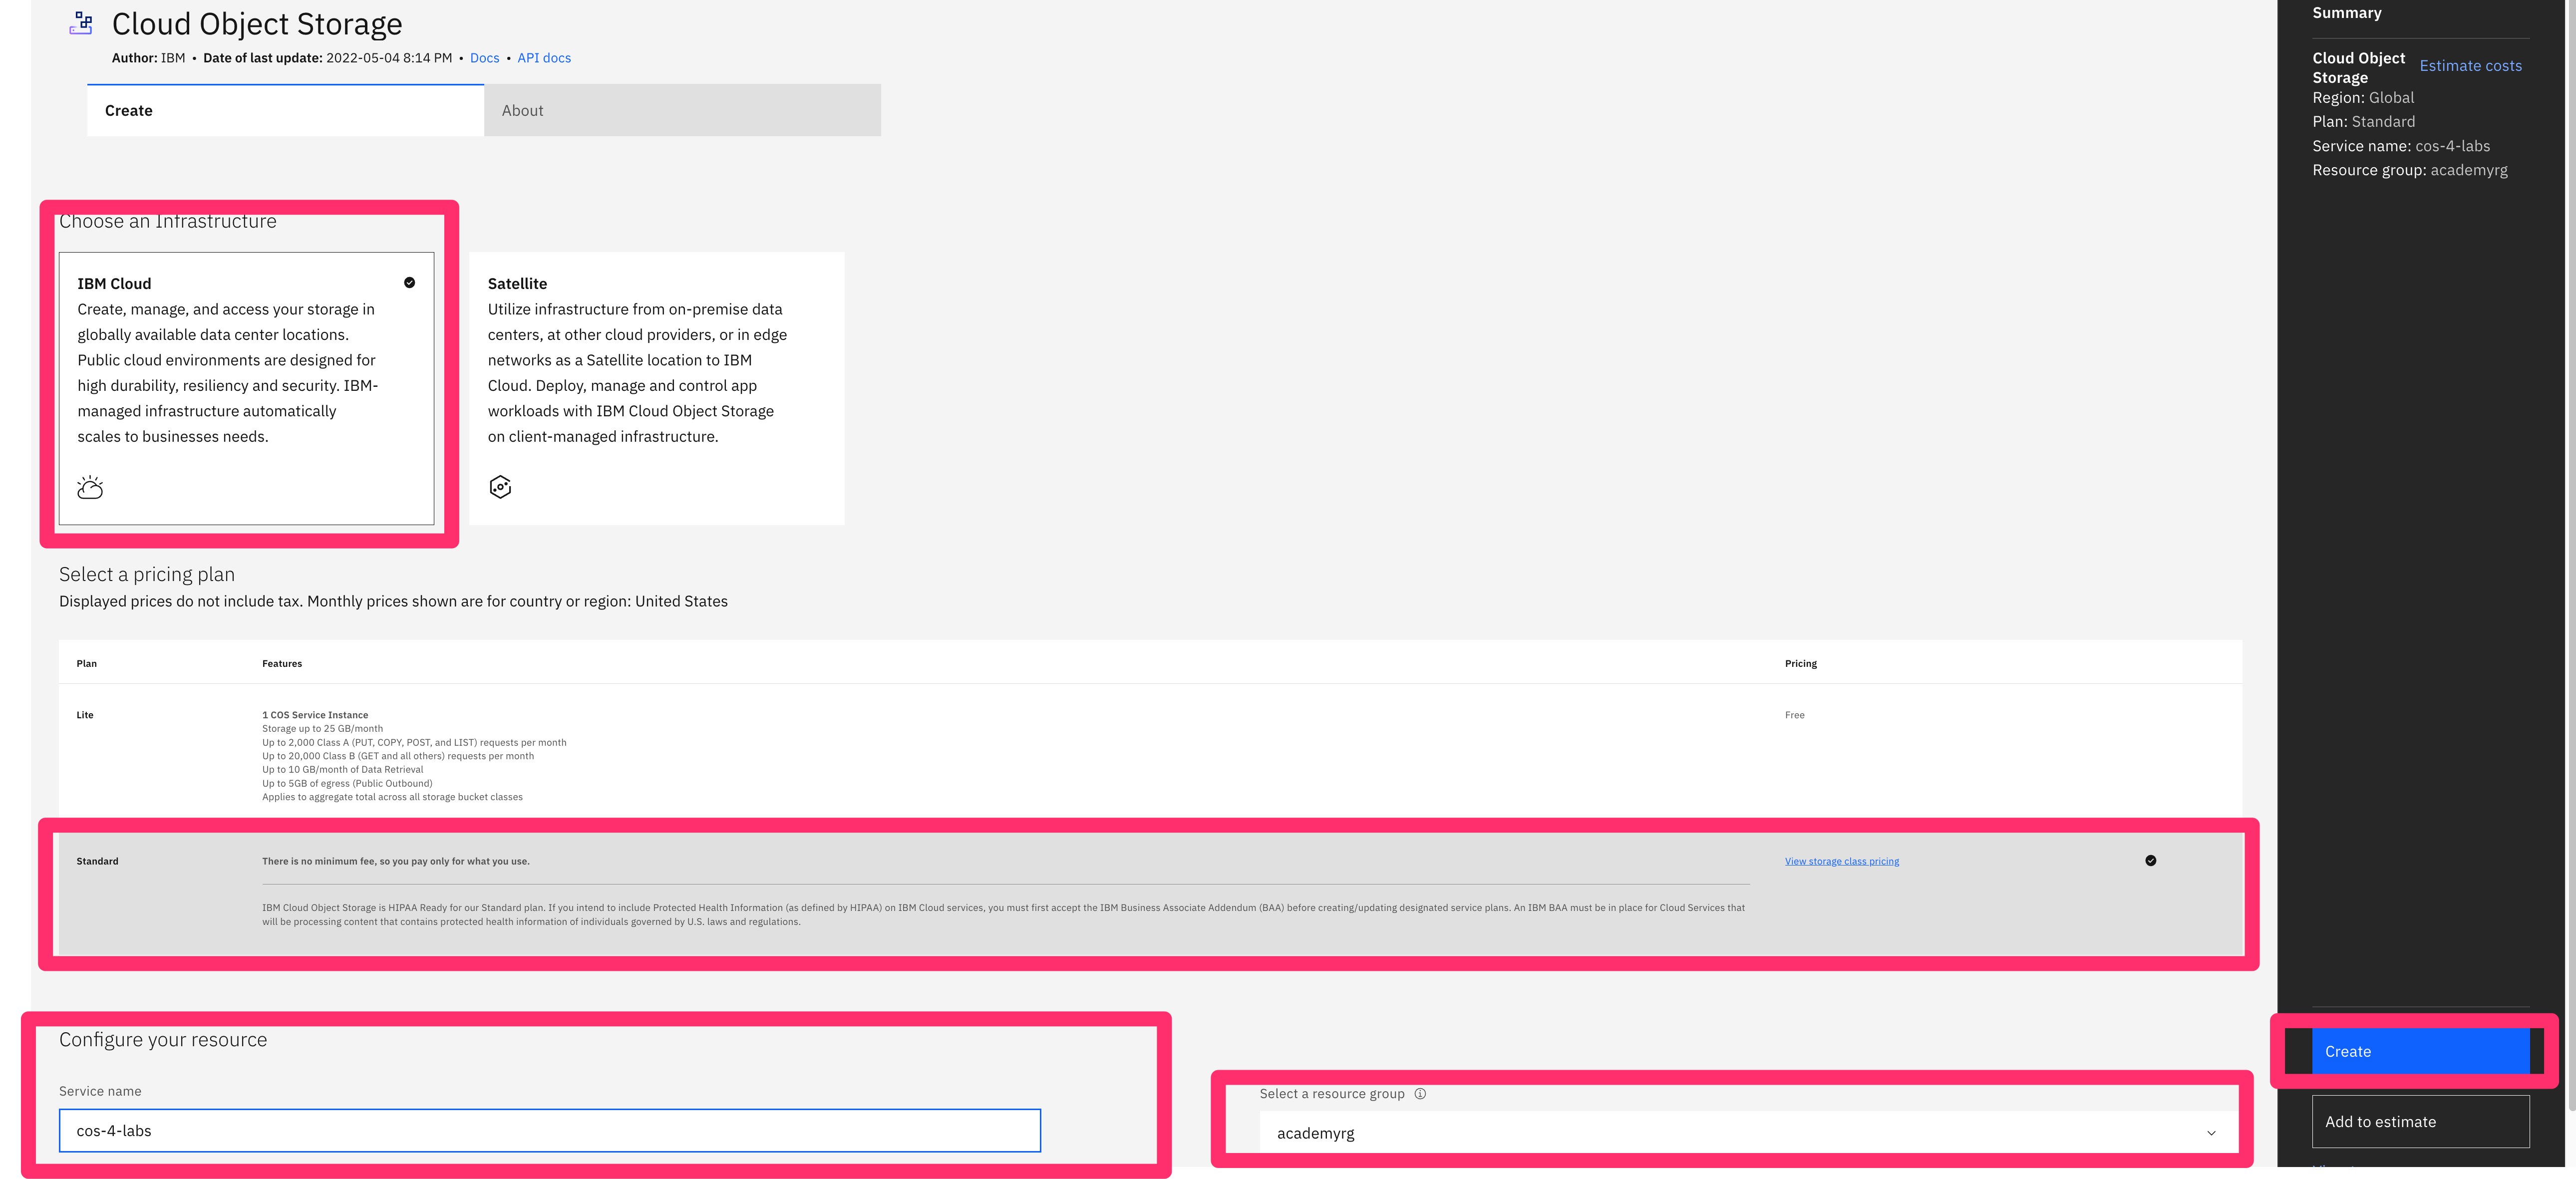 Cloud Object Storage
Author: IBM • Date of last update: 2022-05-04 8:14 PM • Docs • API docs
Create
About
Choose an Infrastructure
IBM Cloud
Create, manage, and access your storage in
globally available data center locations.
Public cloud environments are designed for
high durability, resiliency and security. IBM-
managed infrastructure automatically
scales to businesses needs.
Satellite
Utilize infrastructure from on-premise data
centers, at other cloud providers, or in edge
networks as a Satellite location to IBM
Cloud. Deploy, manage and control app
workloads with IBM Cloud Object Storage
on client-managed infrastructure.
Select a pricing plan
Displayed prices do not include tax. Monthly prices shown are for country or region: United States
Plan
Features
Pricing
Lite
1 COS Service Instance
Storage up to 25 GB/month
Up to 2,000 Class A (PUT, COPY, POST, and LIST) requests per month
Up to 20,000 Class B (GET and all others) requests per month
Up to 10 GB/month of Data Retrieval
Up to 5GB of egress (Public Outbound)
Applies to aggregate total across all storage bucket classes
Free
Standard
There is no minimum fee, so you pay only for what you use.
View storage class pricing
IBM Cloud Object Storage is HIPAA Ready for our Standard plan. If you intend to include Protected Health Information (as defined by HIPAA) on IBM Cloud services, you must first accept the IBM Business Associate Addendum (BAA) before creating/updating designated service plans. An IBM BAA must be in place for Cloud Services that
will be processing content that contains protected health information of individuals governed by U.S. laws and regulations.
Configure your resource
Service name
cos-4-labs
Select a resource group
academyrg
Summary
Cloud Object
Storage
Estimate costs
Region: Global
Plan: Standard
Service name: cos-4-labs
Resource group: academyrg
Create
Add to estimate